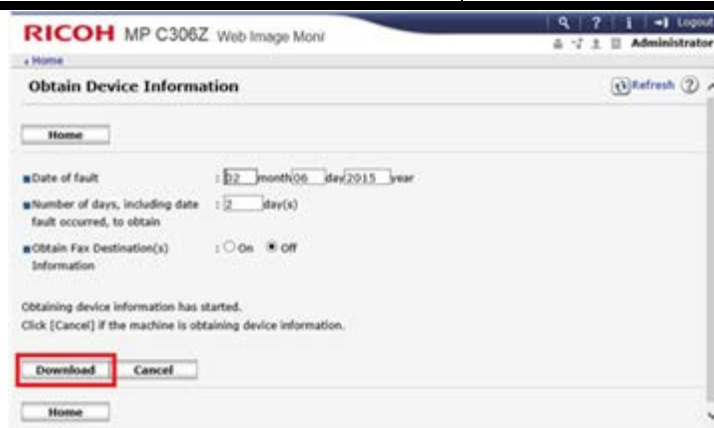 RICOH MP C306Z Web Image Moni
? i Logout
Administrator
Home
Obtain Device Information
Refresh ?
Home
Date of fault : 02 month 06 day 2015 year
Number of days, including date : 2 day(s)
fault occurred, to obtain
Obtain Fax Destination(s) : On Off
Information
Obtaining device information has started.
Click [Cancel] if the machine is obtaining device information.
Download Cancel
Home